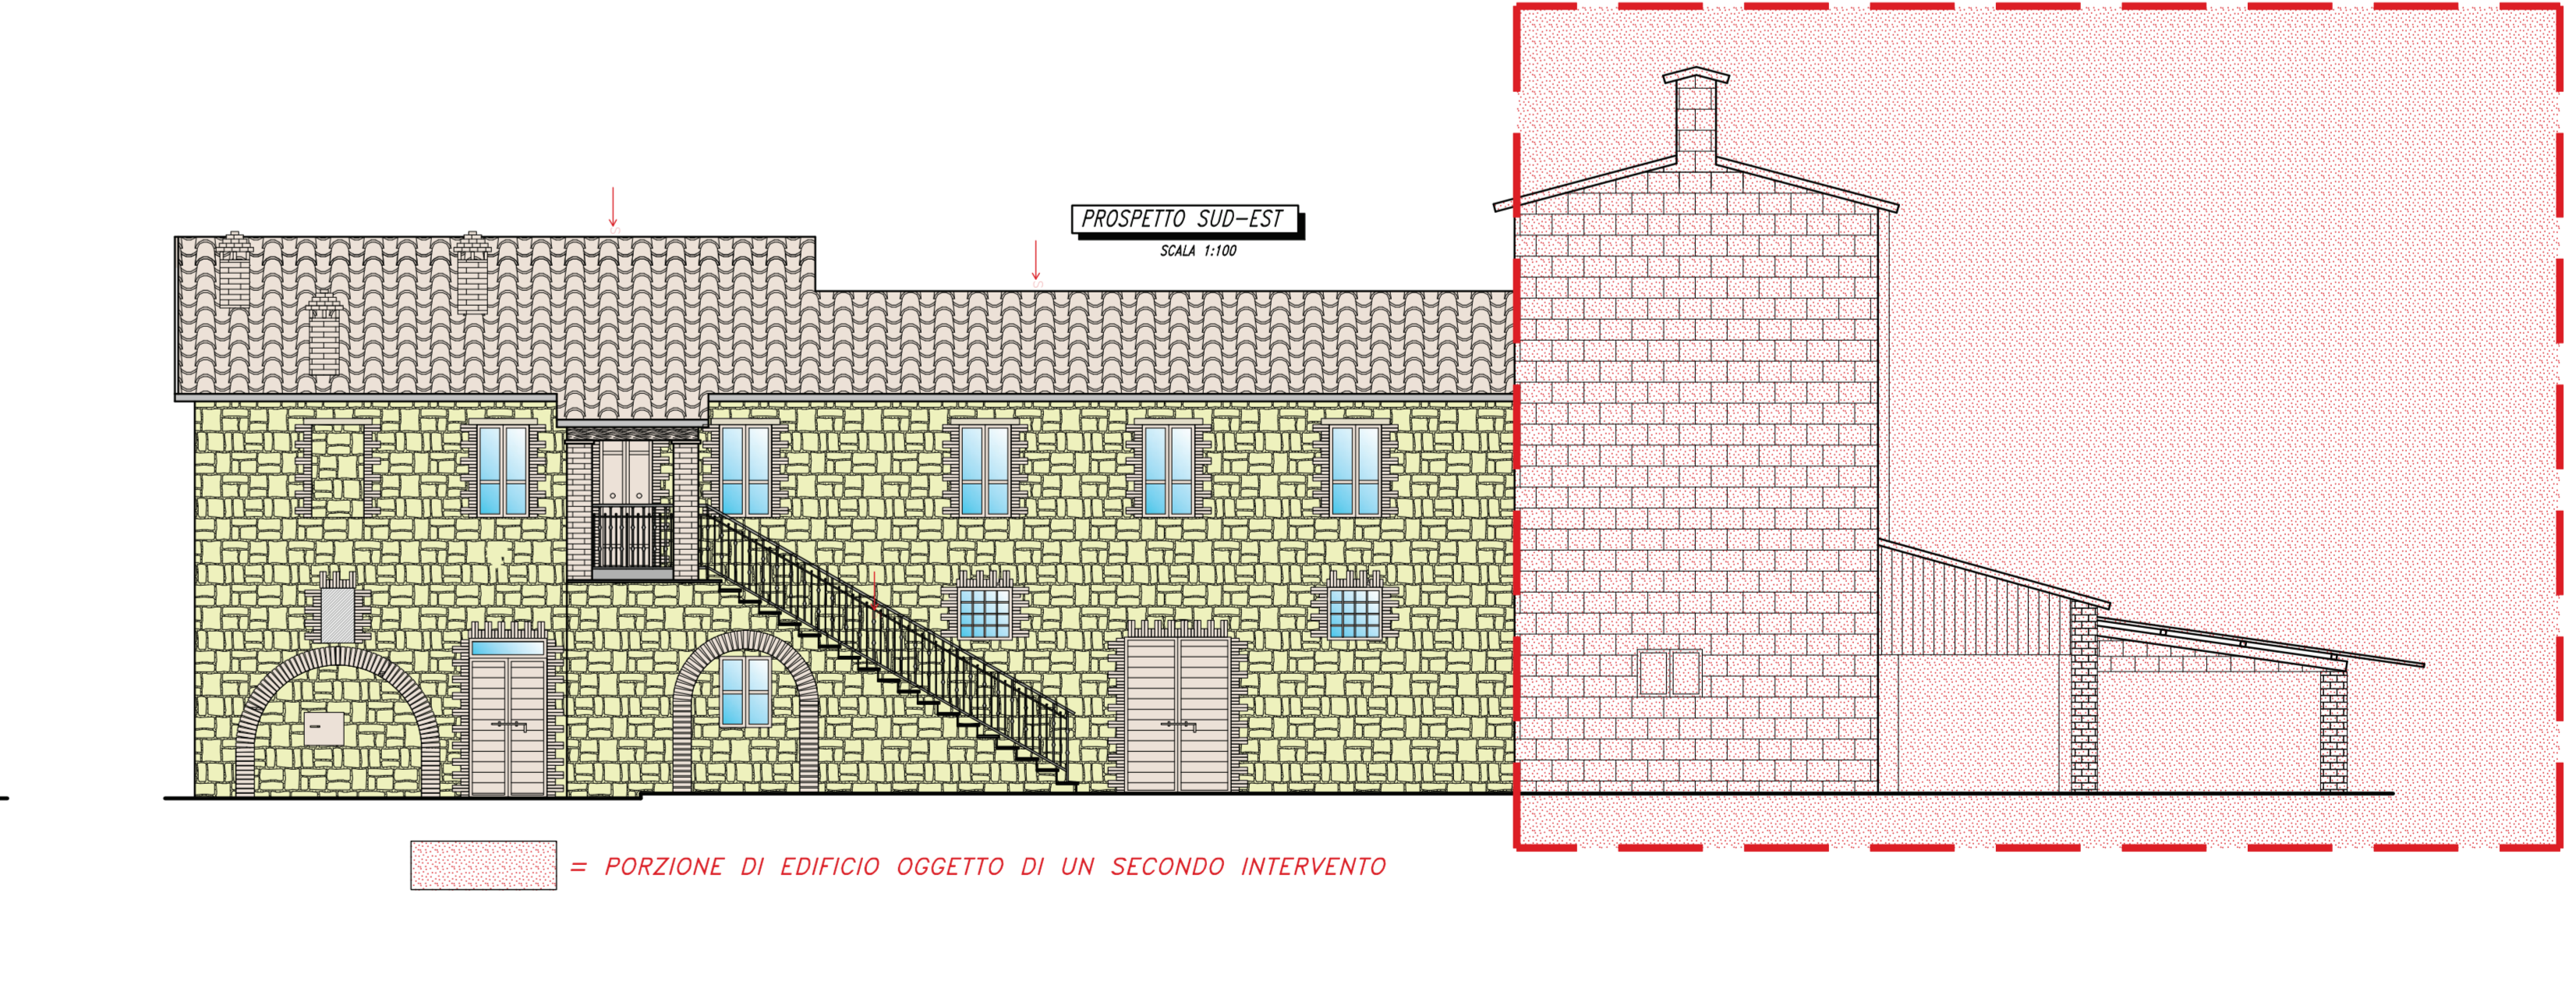 PROSPETTO SUD-EST
SCALA 1:100
= PORZIONE DI EDIFICIO OGGETTO DI UN SECONDO INTERVENTO